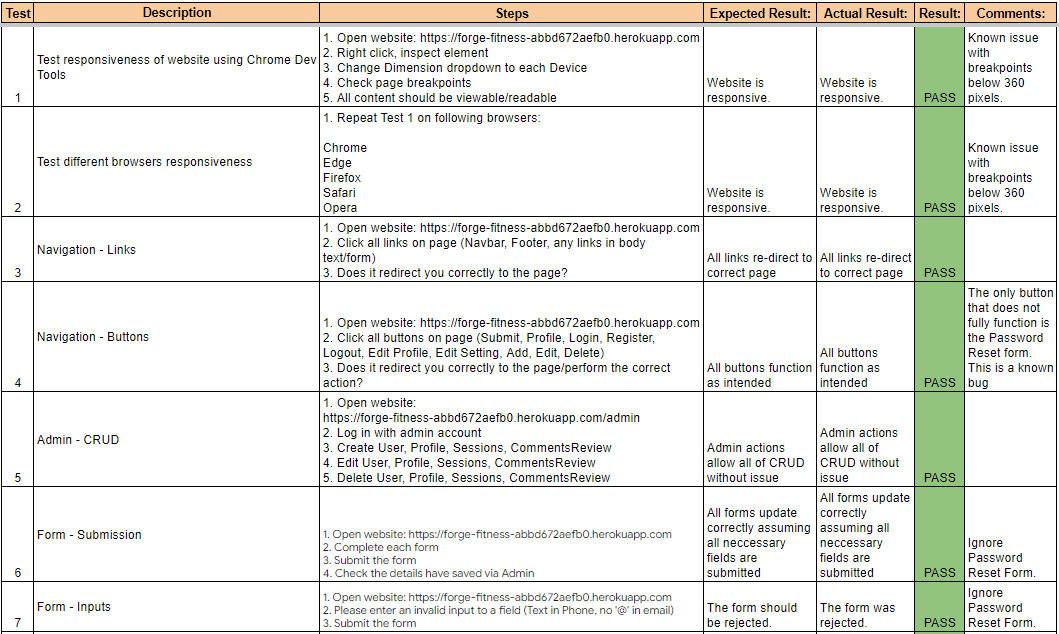 Test Description Steps Expected Result: Actual Result: Result: Comments:
1
Test responsiveness of website using Chrome Dev
Tools
1. Open website: https://forge-fitness-abbd672aefb0.herokuapp.com
2. Right click, inspect element
3. Change Dimension dropdown to each Device
4. Check page breakpoints
5. All content should be viewable/readable
Website is
responsive.
Website is
responsive.
PASS
Known issue
with
breakpoints
below 360
pixels.
2
Test different browsers responsiveness
1. Repeat Test 1 on following browsers:
Chrome
Edge
Firefox
Safari
Opera
Website is
responsive.
Website is
responsive.
PASS
Known issue
with
breakpoints
below 360
pixels.
3
Navigation - Links
1. Open website: https://forge-fitness-abbd672aefb0.herokuapp.com
2. Click all links on page (Navbar, Footer, any links in body
text/form)
3. Does it redirect you correctly to the page?
All links re-direct to
correct page
All links re-direct
to correct page
PASS
4
Navigation - Buttons
1. Open website: https://forge-fitness-abbd672aefb0.herokuapp.com
2. Click all buttons on page (Submit, Profile, Login, Register,
Logout, Edit Profile, Edit Setting, Add, Edit, Delete)
3. Does it redirect you correctly to the page/perform the correct
action?
All buttons function
as intended
All buttons
function as
intended
PASS
The only button
that does not
fully function is
the Password
Reset form.
This is a known
bug
5
Admin - CRUD
1. Open website:
https://forge-fitness-abbd672aefb0.herokuapp.com/admin
2. Log in with admin account
3. Create User, Profile, Sessions, CommentsReview
4. Edit User, Profile, Sessions, CommentsReview
5. Delete User, Profile, Sessions, CommentsReview
Admin actions
allow all of CRUD
without issue
Admin actions
allow all of
CRUD without
issue
PASS
6
Form - Submission
1. Open website: https://forge-fitness-abbd672aefb0.herokuapp.com
2. Complete each form
3. Submit the form
4. Check the details have saved via Admin
All forms update
correctly assuming
all neccessary
fields are
submitted
All forms update
correctly
assuming all
neccessary
fields are
submitted
PASS
Ignore
Password
Reset Form.
7
Form - Inputs
1. Open website: https://forge-fitness-abbd672aefb0.herokuapp.com
2. Please enter an invalid input to a field (Text in Phone, no '@' in email)
3. Submit the form
The form should
be rejected.
The form was
rejected.
PASS
Ignore
Password
Reset Form.